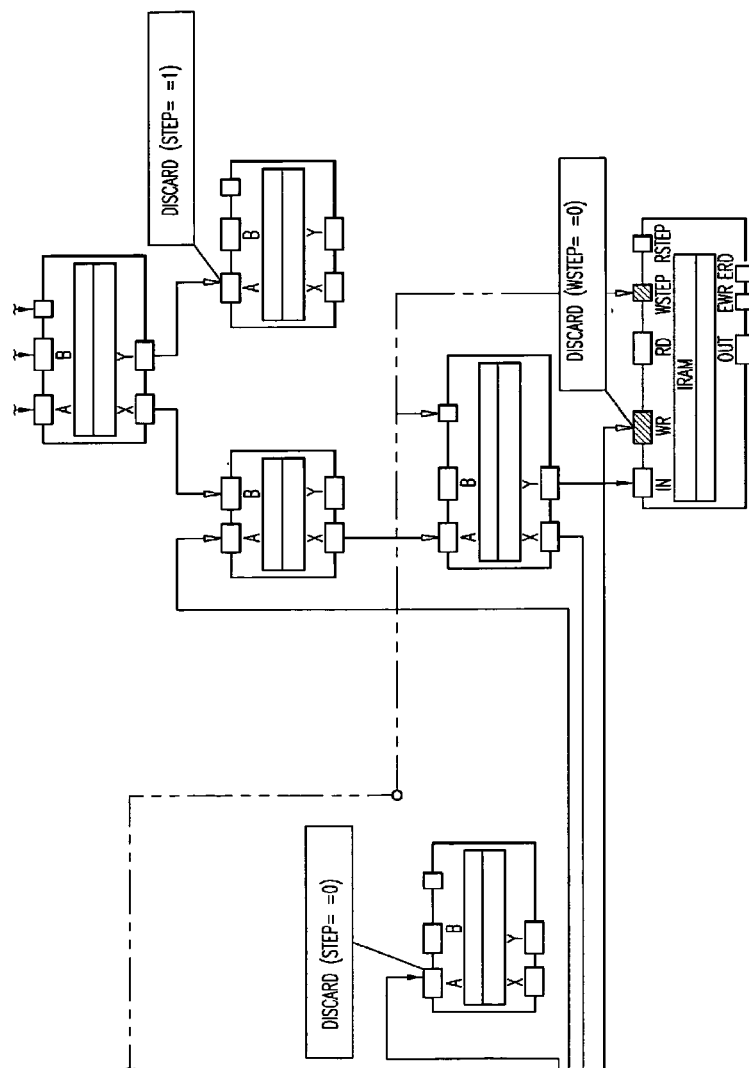 DISCARD (STEP= =1)
B
A
Y
X
B
A
Y
X
B
A
Y
X
DISCARD (WSTEP= =0)
B
A
Y
X
RSTEP
WSTEP
RD
WR
IN
IRAM
ERD
EWR
OUT
DISCARD (STEP= =0)
B
A
Y
X